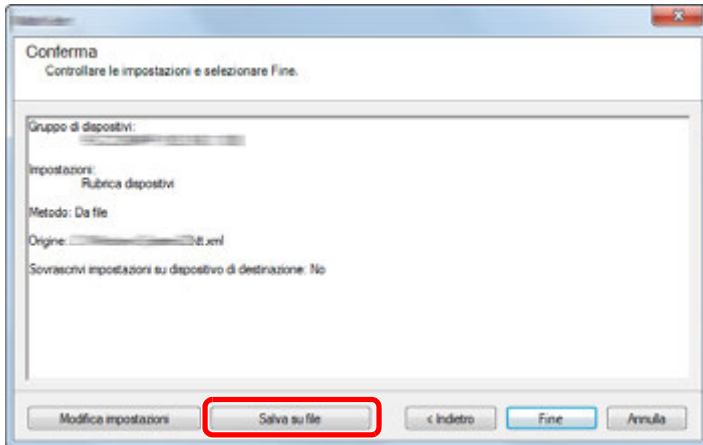 Conferma
Controllare le impostazioni e selezionare Fine.
Gruppo di dispositivi:
Impostazioni:
Rubrica dispositivi
Metodo: Da file
Origine:
Sovrascrivi impostazioni su dispositivo di destinazione: No
Modifica impostazioni
Salva su file
< Indietro
Fine
Annulla